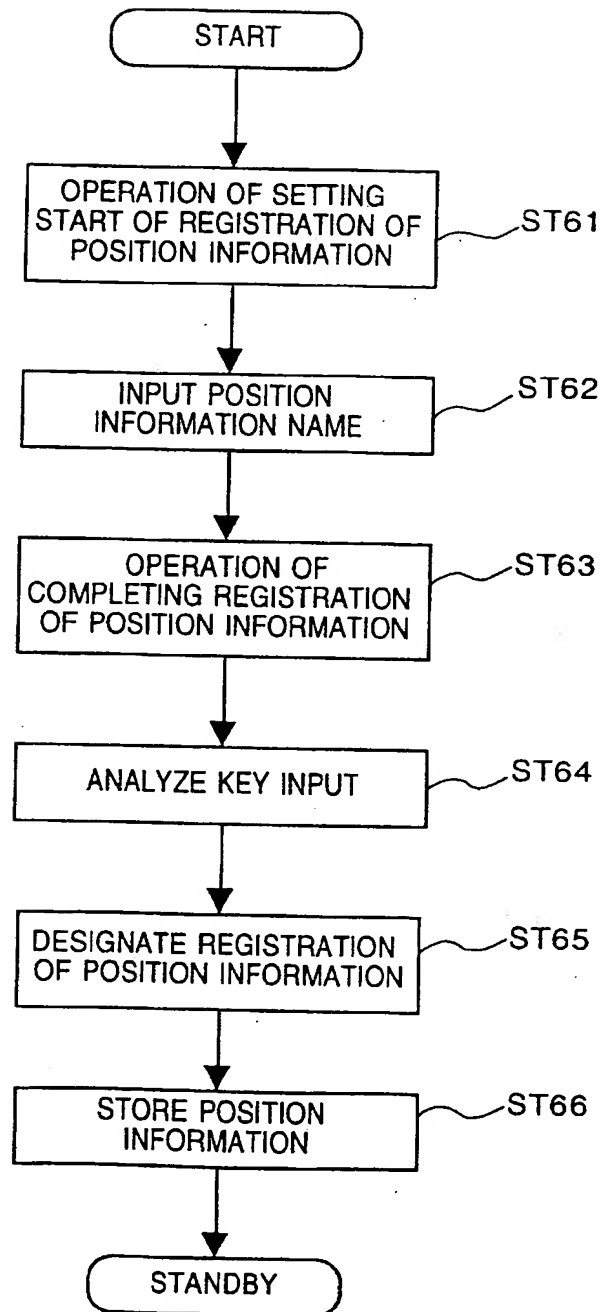 START
OPERATION OF SETTING
START OF REGISTRATION OF
POSITION INFORMATION
ST61
INPUT POSITION
INFORMATION NAME
ST62
OPERATION OF
COMPLETING REGISTRATION
OF POSITION INFORMATION
ST63
ANALYZE KEY INPUT
ST64
DESIGNATE REGISTRATION
OF POSITION INFORMATION
ST65
STORE POSITION
INFORMATION
ST66
STANDBY